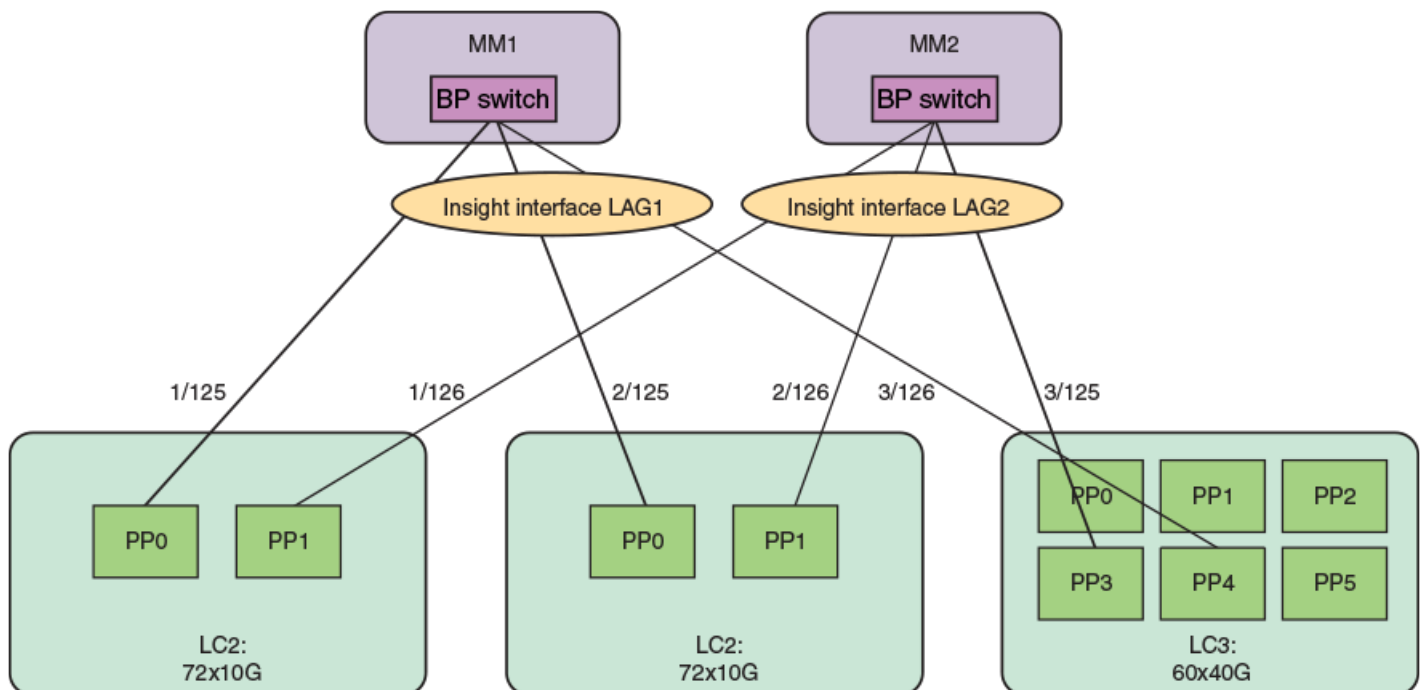 MM1
MM2
BP switch
BP switch
Insight interface LAG1
Insight interface LAG2
1/125
1/126
2/125
2/126
3/126
3/125
PP0
PP1
PP0
PP1
PP0
PP1
PP2
PP3
PP4
PP5
LC2:
72x10G
LC2:
72x10G
LC3:
60x40G